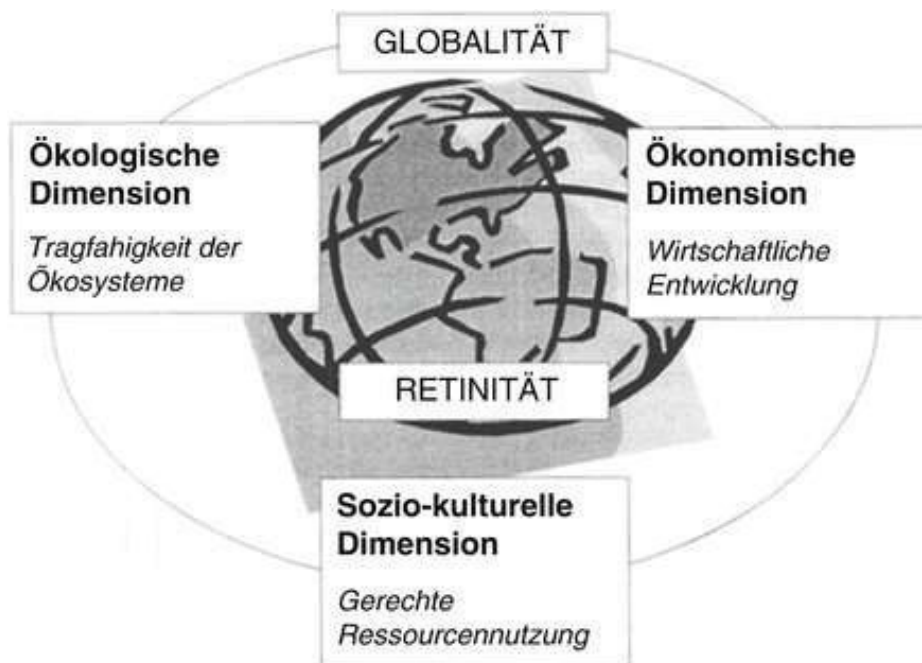 GLOBALITÄT
Ökologische
Dimension
Tragfahigkeit der
Ökosysteme
Ökonomische
Dimension
Wirtschaftliche
Entwicklung
RETINITÄT
Sozio-kulturelle
Dimension
Gerechte
Ressourcennutzung